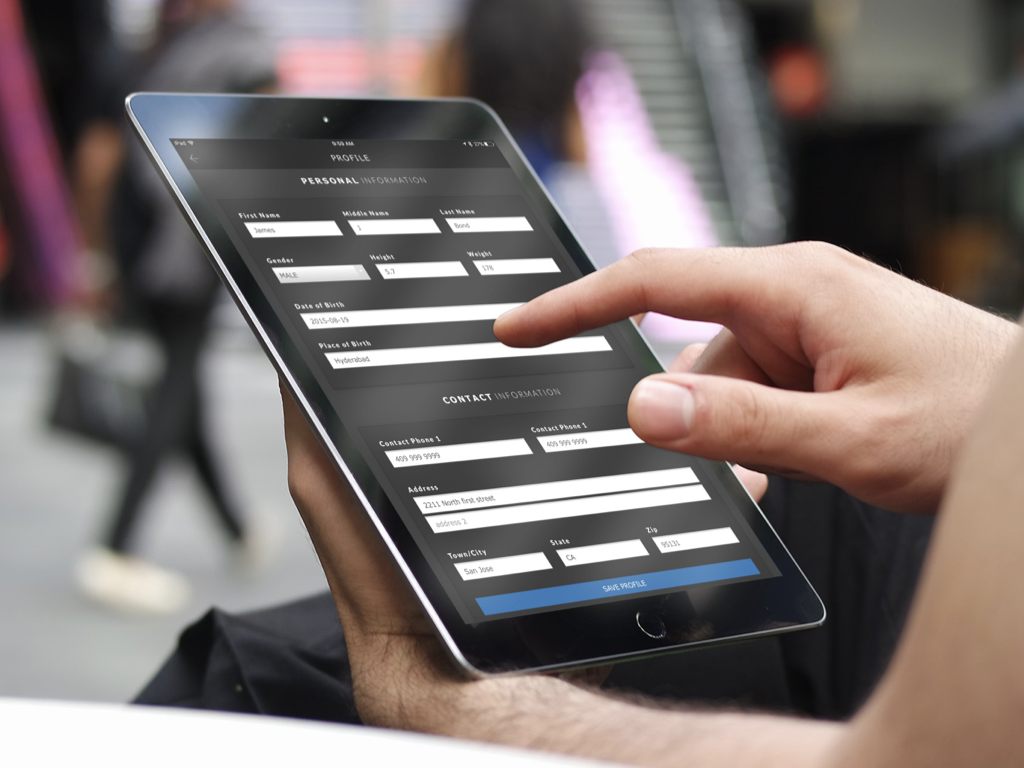 iPad 9:59 AM
PROFILE
PERSONAL INFORMATION
First Name Middle Name Last Name
James J Bond
Gender Height Weight
MALE 5.7 178
Date of Birth
2015-08-19
Place of Birth
Hyderabad
CONTACT INFORMATION
Contact Phone 1 Contact Phone 1
409 999 9999 409 999 9999
Address
2211 North first street
address 2
Town/City State Zip
San Jose CA 95131
SAVE PROFILE